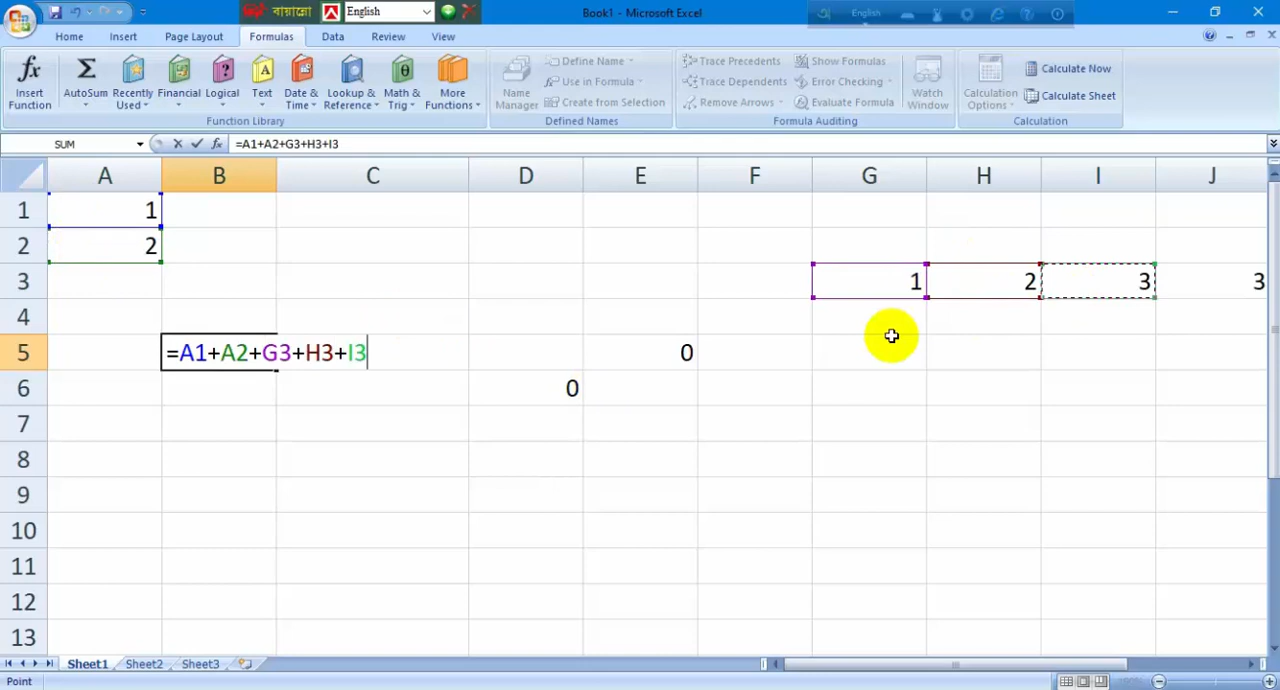 বায়ান্নো English Book1 - Microsoft Excel English
Home Insert Page Layout Formulas Data Review View
fx Insert Function
Σ AutoSum
Recently Used
Financial
Logical
A Text
Date & Time
Lookup & Reference
θ Math & Trig
More Functions
Function Library
Name Manager
Define Name
Use in Formula
Create from Selection
Defined Names
Trace Precedents
Trace Dependents
Remove Arrows
Show Formulas
Error Checking
Evaluate Formula
Watch Window
Formula Auditing
Calculation Options
Calculate Now
Calculate Sheet
Calculation
SUM fx =A1+A2+G3+H3+I3
A B C D E F G H I J
1 1
2 2
3 1 2 3 3
4
5 =A1+A2+G3+H3+I3 0
6 0
7
8
9
10
11
12
13
Sheet1 Sheet2 Sheet3
Point